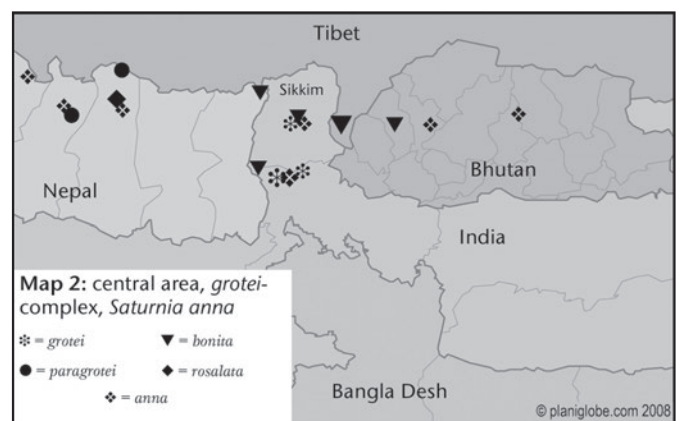 Tibet
Sikkim
Nepal
Bhutan
India
Map 2: central area, grotei-
complex, Saturnia anna
= grotei
= bonita
= paragrotei
= rosalata
= anna
Bangla Desh
© planiglobe.com 2008